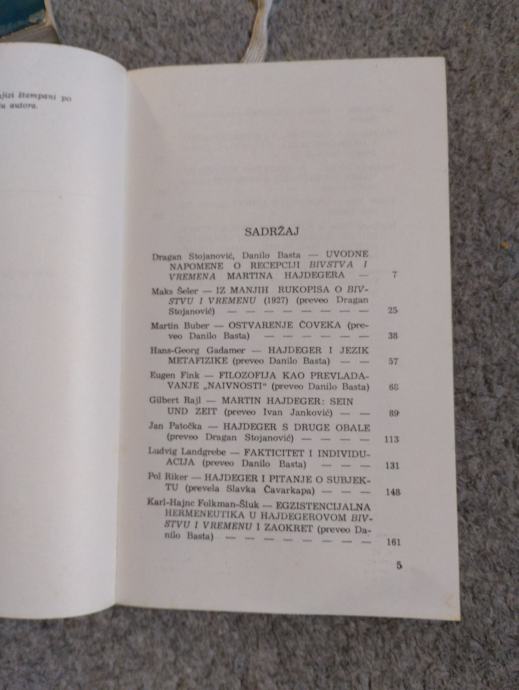 štampani po
autora.
SADRŽAJ
Dragan Stojanović, Danilo Basta — UVODNE
NAPOMENE O RECEPCIJI BIVSTVA I
VREMENA MARTINA HAJDEGERA — 7
Maks Šeler — IZ MANJIH RUKOPISA O BIV-
STVU I VREMENU (1927) (preveo Dragan
Stojanović) — — — — — — — — 25
Martin Buber — OSTVARENJE ČOVEKA (pre-
veo Danilo Basta) — — — — — — 38
Hans-Georg Gadamer — HAJDEGER I JEZIK
METAFIZIKE (preveo Danilo Basta) — — 57
Eugen Fink — FILOZOFIJA KAO PREVLADA-
VANJE „NAIVNOSTI“ (preveo Danilo Basta) 68
Gilbert Rajl — MARTIN HAJDEGER: SEIN
UND ZEIT (preveo Ivan Janković) — — 89
Jan Patočka — HAJDEGER S DRUGE OBALE
(preveo Dragan Stojanović) — — — — 113
Ludvig Landgrebe — FAKTICITET I INDIVIDU-
ACIJA (preveo Danilo Basta) — — — 131
Pol Riker — HAJDEGER I PITANJE O SUBJEK-
TU (prevela Slavka Čavarkapa) — — — 148
Karl-Hajnc Folkman-Šluk — EGZISTENCIJALNA
HERMENEUTIKA U HAJDEGEROVOM BIV-
STVU I VREMENU I ZAOKRET (preveo Da-
nilo Basta) — — — — — — — — 161
5